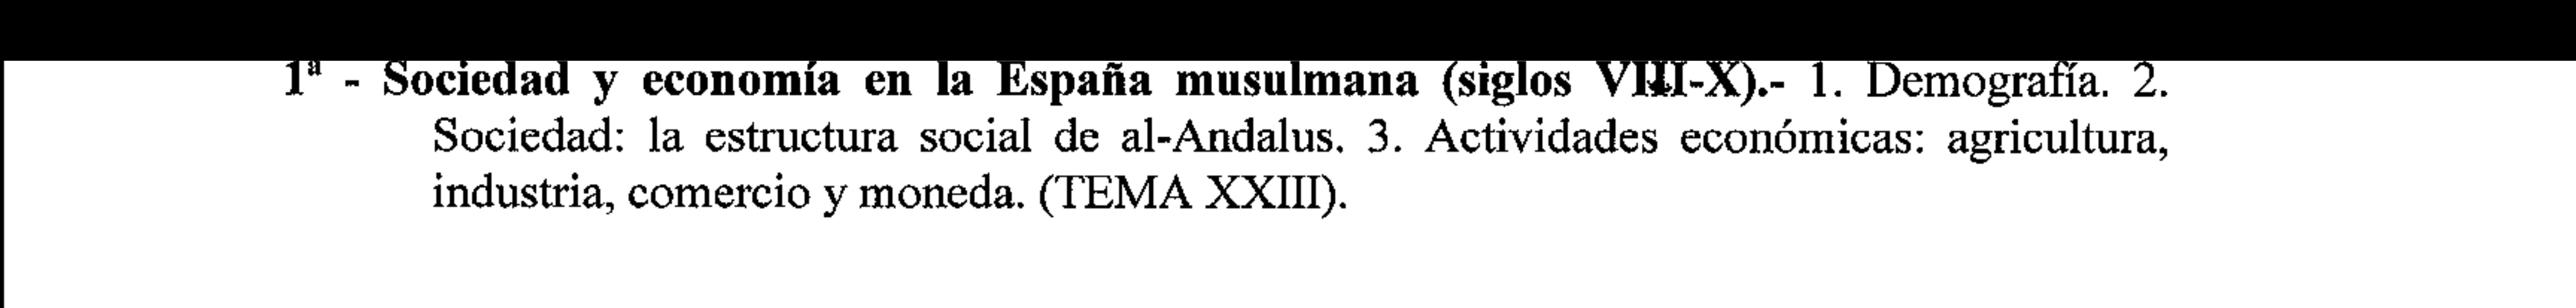 1ª - Sociedad y economía en la España musulmana (siglos VIII-X).- 1. Demografía. 2.
Sociedad: la estructura social de al-Andalus. 3. Actividades económicas: agricultura,
industria, comercio y moneda. (TEMA XXIII).